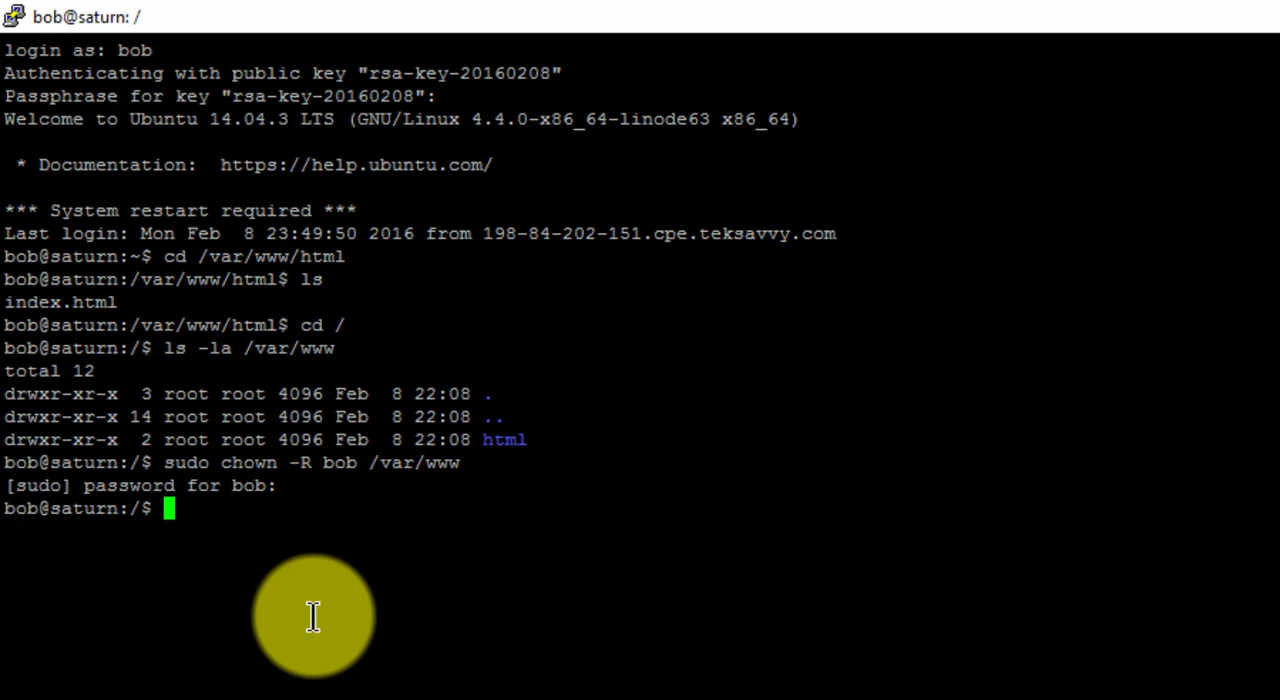 bob@saturn: /
login as: bob
Authenticating with public key "rsa-key-20160208"
Passphrase for key "rsa-key-20160208":
Welcome to Ubuntu 14.04.3 LTS (GNU/Linux 4.4.0-x86_64-linode63 x86_64)
* Documentation:  https://help.ubuntu.com/
*** System restart required ***
Last login: Mon Feb  8 23:49:50 2016 from 198-84-202-151.cpe.teksavvy.com
bob@saturn:~$ cd /var/www/html
bob@saturn:/var/www/html$ ls
index.html
bob@saturn:/var/www/html$ cd /
bob@saturn:/$ ls -la /var/www
total 12
drwxr-xr-x  3 root root 4096 Feb  8 22:08 .
drwxr-xr-x 14 root root 4096 Feb  8 22:08 ..
drwxr-xr-x  2 root root 4096 Feb  8 22:08 html
bob@saturn:/$ sudo chown -R bob /var/www
[sudo] password for bob:
bob@saturn:/$